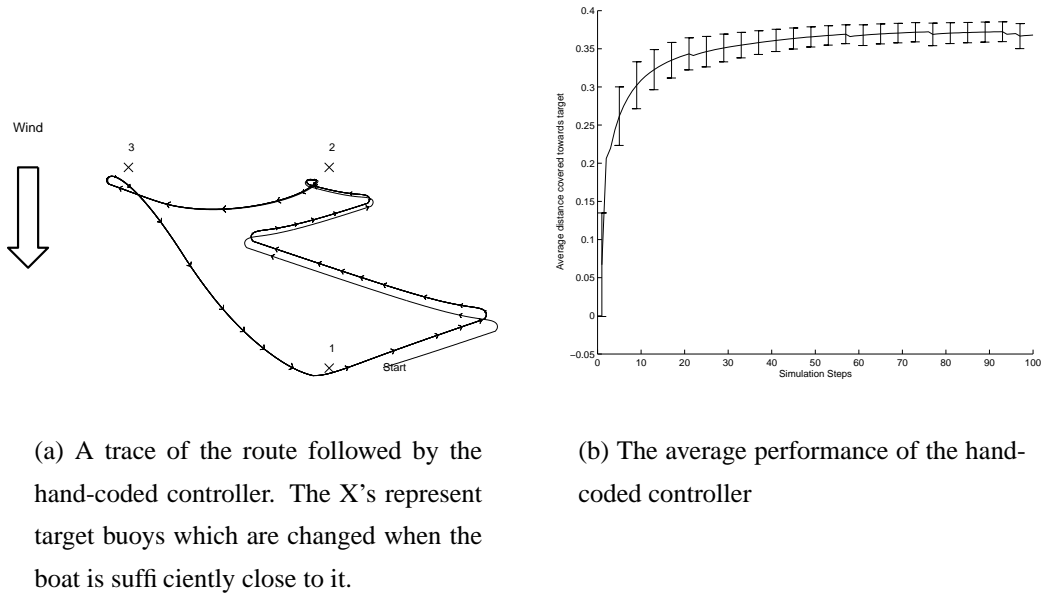 Wind
3
2
1
Start
0.4
0.35
0.3
0.25
0.2
0.15
0.1
0.05
0
−0.05
Average distance covered towards target
0 10 20 30 40 50 60 70 80 90 100
Simulation Steps
(a) A trace of the route followed by the
hand-coded controller. The X's represent
target buoys which are changed when the
boat is suffi ciently close to it.
(b) The average performance of the hand-
coded controller